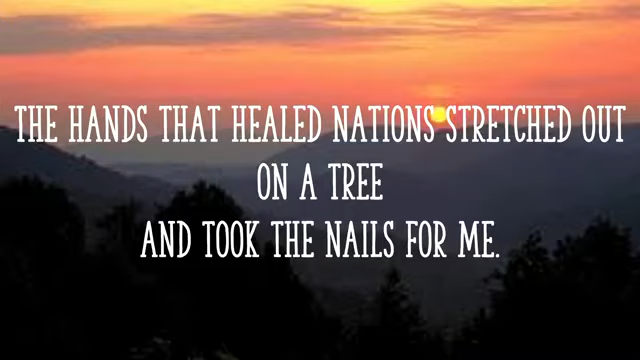 THE HANDS THAT HEALED NATIONS STRETCHED OUT
ON A TREE
AND TOOK THE NAILS FOR ME.